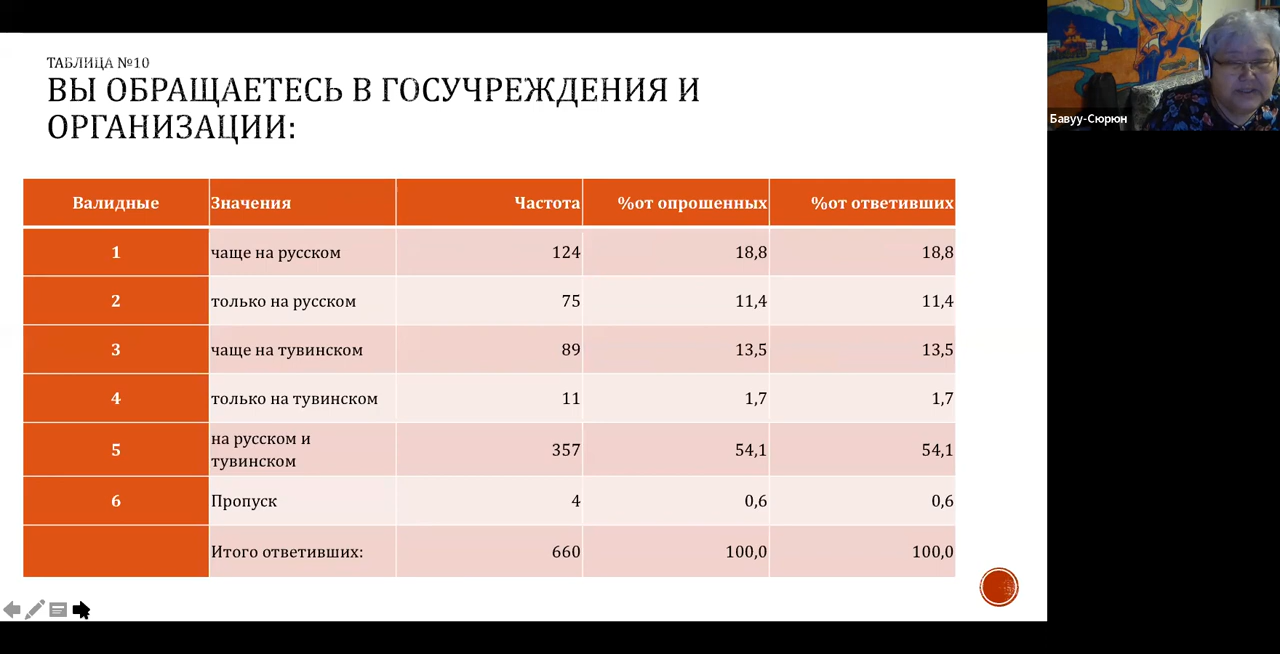 ТАБЛИЦА №10
ВЫ ОБРАЩАЕТЕСЬ В ГОСУЧРЕЖДЕНИЯ И
ОРГАНИЗАЦИИ:
Валидные Значения Частота %от опрошенных %от ответивших
1 чаще на русском 124 18,8 18,8
2 только на русском 75 11,4 11,4
3 чаще на тувинском 89 13,5 13,5
4 только на тувинском 11 1,7 1,7
5 на русском и
тувинском 357 54,1 54,1
6 Пропуск 4 0,6 0,6
Итого ответивших: 660 100,0 100,0
Бавуу-Сюрюн